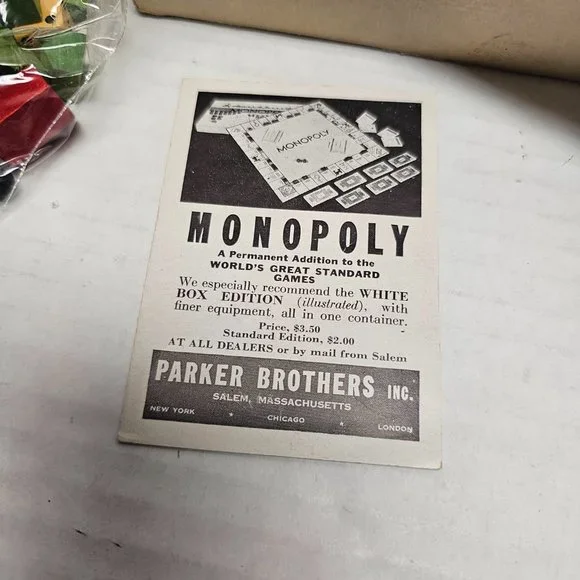 MONOPOLY
MONOPOLY
A Permanent Addition to the
WORLD'S GREAT STANDARD
GAMES
We especially recommend the WHITE
BOX EDITION (illustrated), with
finer equipment, all in one container.
Price, $3.50
Standard Edition, $2.00
AT ALL DEALERS or by mail from Salem
PARKER BROTHERS INC.
SALEM, MASSACHUSETTS
NEW YORK * CHICAGO * LONDON